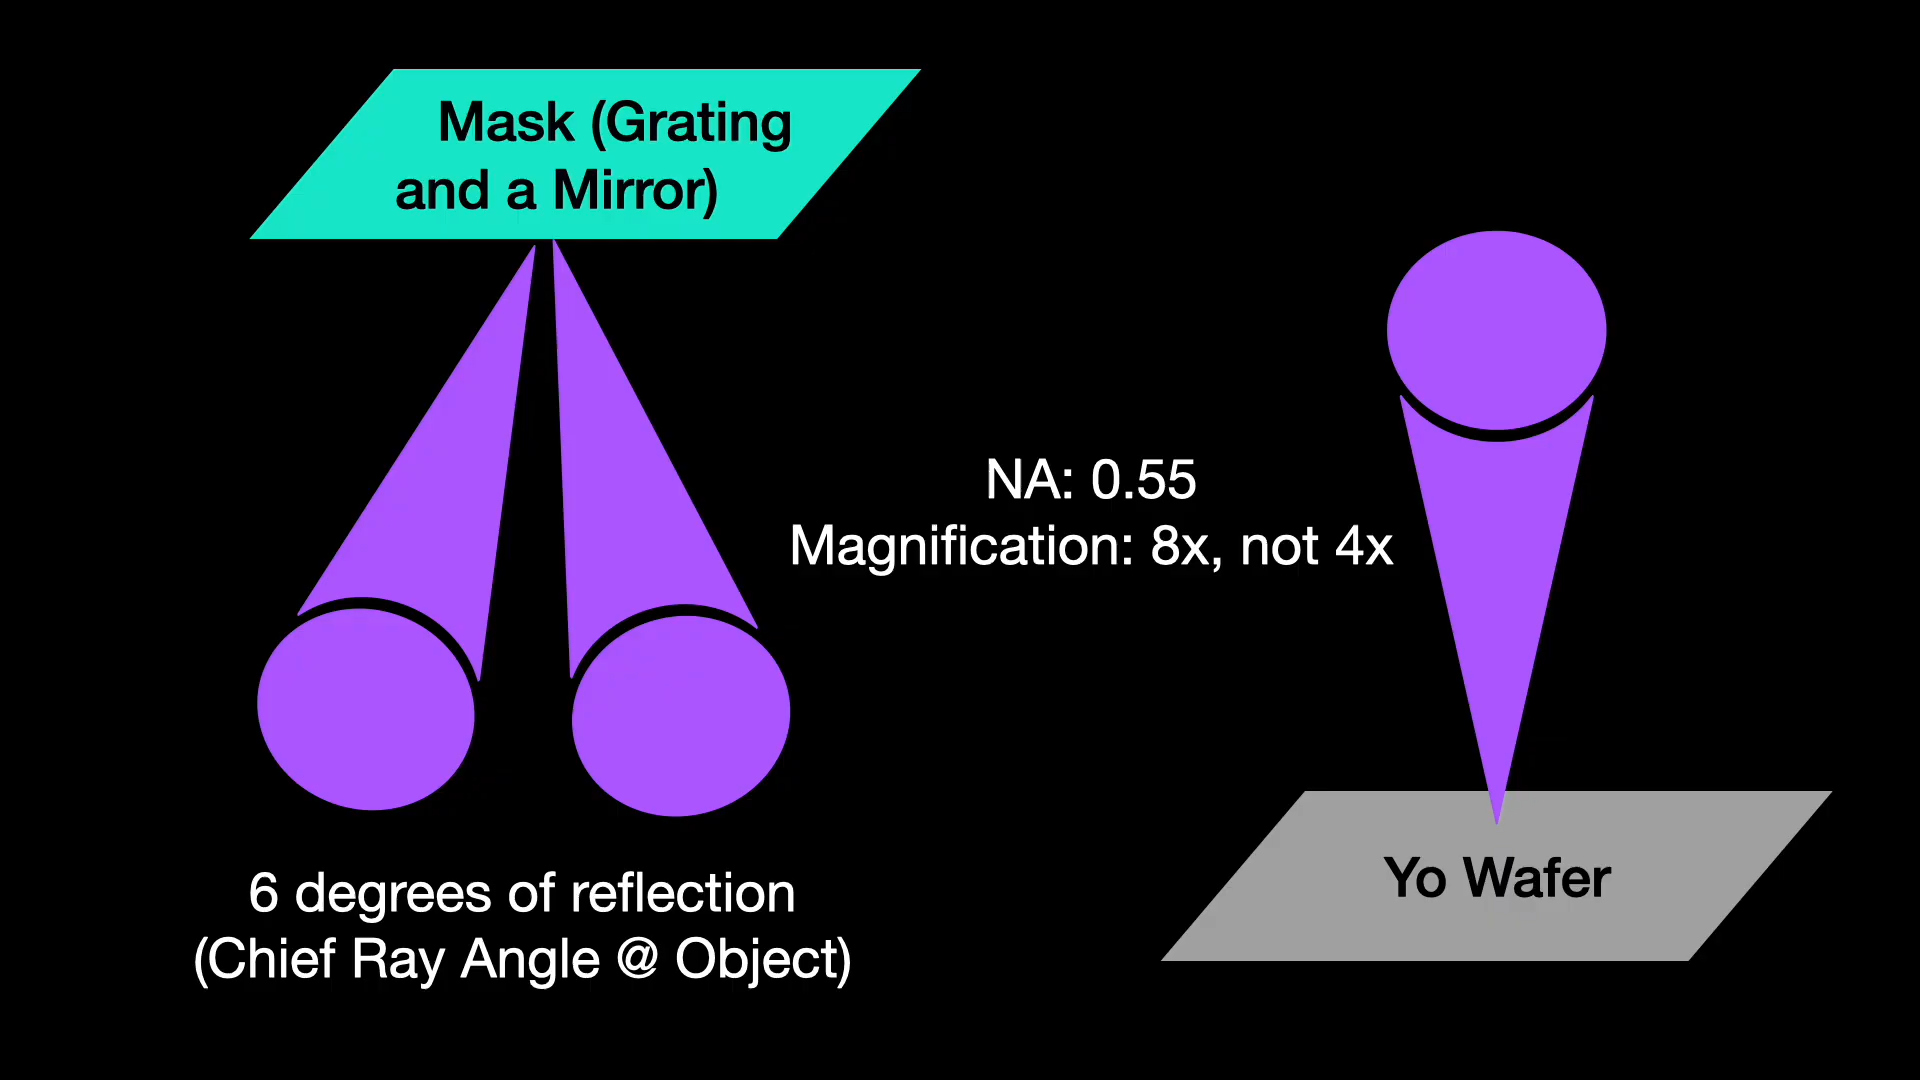 Mask (Grating
and a Mirror)
NA: 0.55
Magnification: 8x, not 4x
Yo Wafer
6 degrees of reflection
(Chief Ray Angle @ Object)